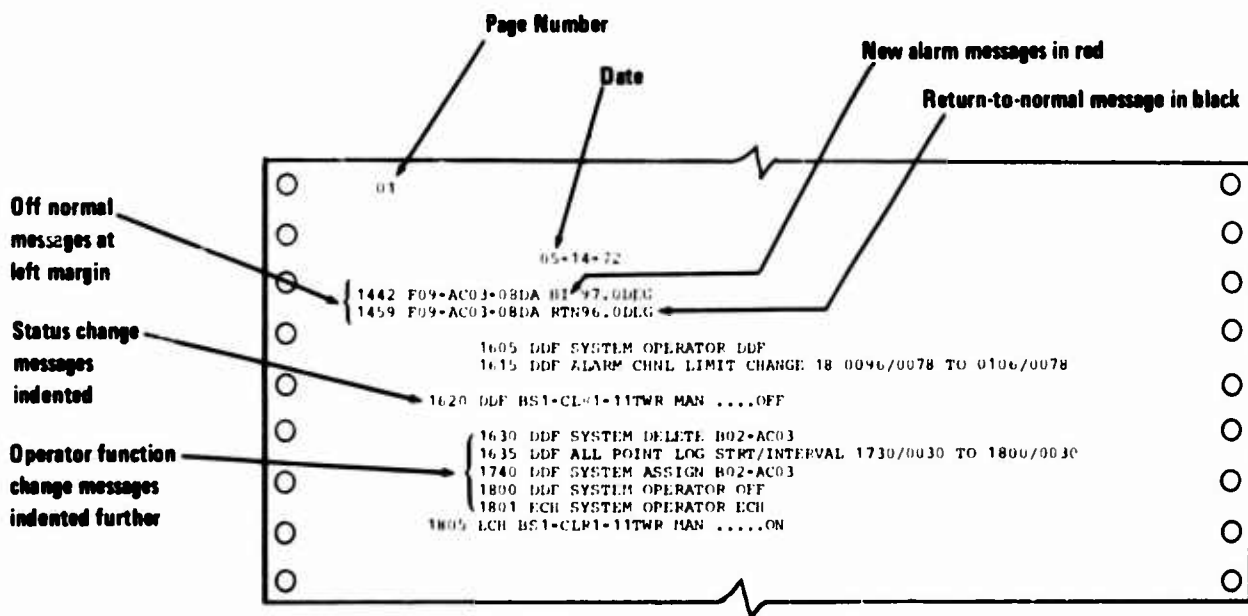 Page Number
New alarm messages in red
Date
Return-to-normal message in black
01
Off normal
messages at
left margin
05-14-72
1442 F09-AC03-08DA HI 97.0DEG
1459 F09-AC03-08DA RTN96.0DEG
Status change
messages
indented
1605 DDF SYSTEM OPERATOR DDF
1615 DDF ALARM CHNL LIMIT CHANGE 18 0096/0078 TO 0106/0078
1620 DDF BS1-CLR1-11TWR MAN ....OFF
Operator function
change messages
indented further
1630 DDF SYSTEM DELETE B02-AC03
1635 DDF ALL POINT LOG STRT/INTERVAL 1730/0030 TO 1800/0030
1740 DDF SYSTEM ASSIGN B02-AC03
1800 DDF SYSTEM OPERATOR OFF
1801 ECH SYSTEM OPERATOR ECH
1805 ECH BS1-CLR1-11TWR MAN .....ON